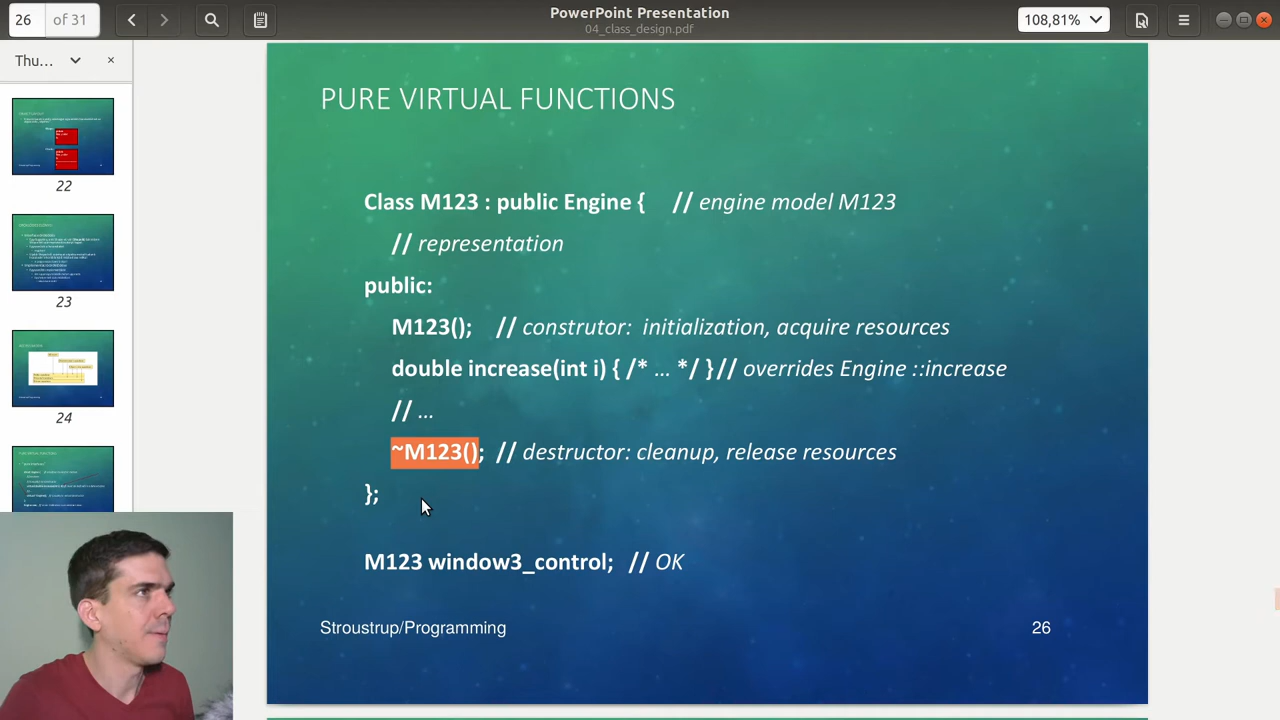 26 of 31
PowerPoint Presentation
04_class_design.pdf
108,81%
Thu...
22
23
24
PURE VIRTUAL FUNCTIONS
Class M123 : public Engine { // engine model M123
// representation
public:
M123(); // construtor: initialization, acquire resources
double increase(int i) { /* … */ } // overrides Engine ::increase
// …
~M123(); // destructor: cleanup, release resources
};
M123 window3_control; // OK
Stroustrup/Programming
26